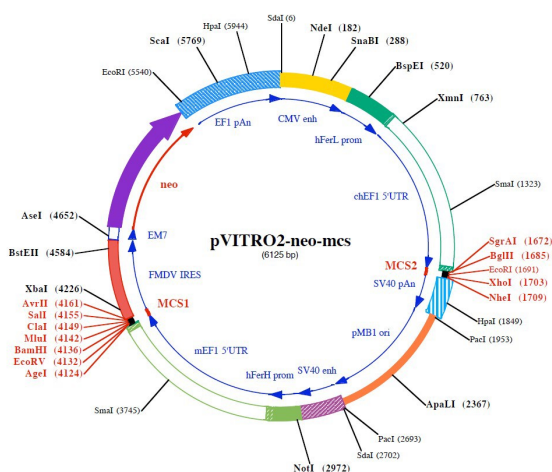 SdaI (6)
HpaI (5944)
ScaI (5769)
EcoRI (5540)
NdeI (182)
SnaBI (288)
BspEI (520)
XmnI (763)
SmaI (1323)
SgrAI (1672)
BglII (1685)
EcoRI (1691)
XhoI (1703)
NheI (1709)
HpaI (1849)
PacI (1953)
ApaLI (2367)
PacI (2693)
SdaI (2702)
NotI (2972)
SmaI (3745)
AgeI (4124)
EcoRV (4132)
BamHI (4136)
MluI (4142)
ClaI (4149)
SalI (4155)
AvrII (4161)
XbaI (4226)
BstEII (4584)
AseI (4652)
EF1 pAn
CMV enh
hFerL prom
chEF1 5'UTR
MCS2
SV40 pAn
pMB1 ori
SV40 enh
hFerH prom
mEF1 5'UTR
MCS1
FMDV IRES
EM7
neo
pVITRO2-neo-mcs
(6125 bp)